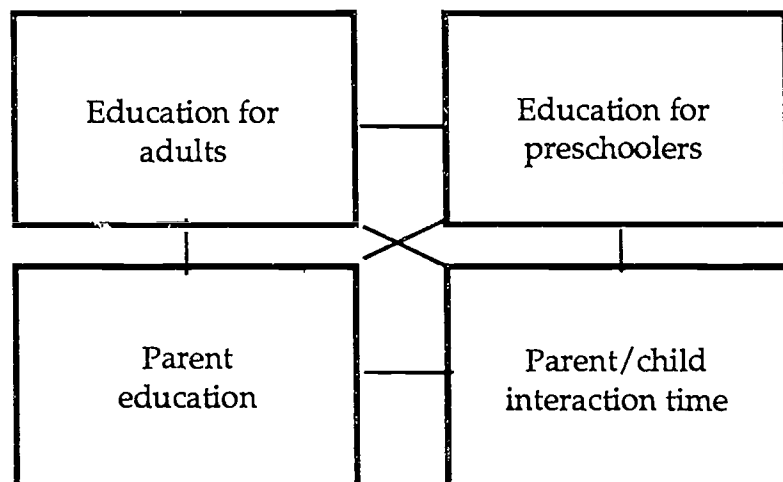 Education for
adults
Education for
preschoolers
Parent
education
Parent/child
interaction time